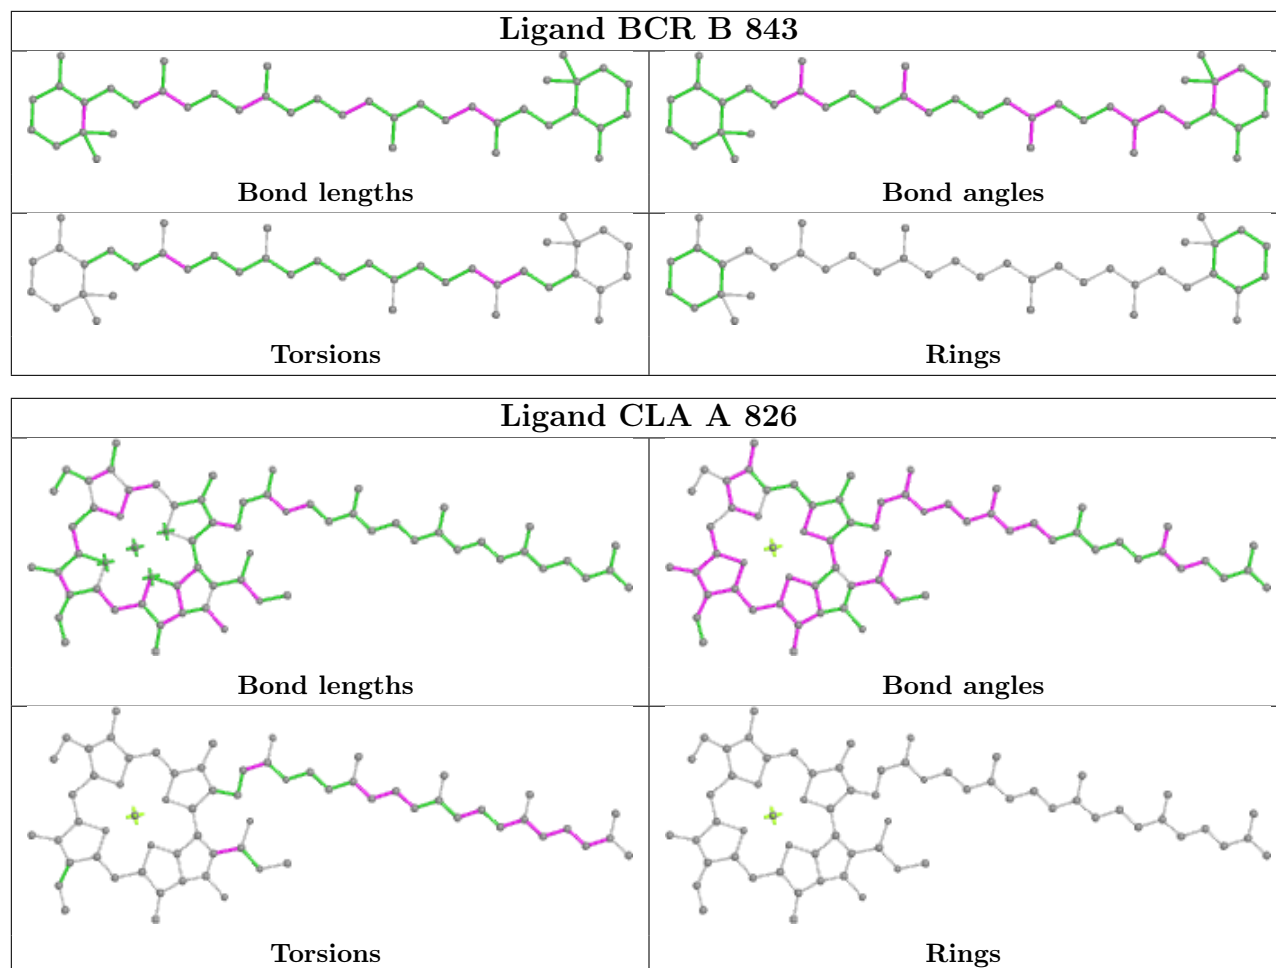 Ligand BCR B 843
Bond lengths
Bond angles
Torsions
Rings
Ligand CLA A 826
Bond lengths
Bond angles
Torsions
Rings